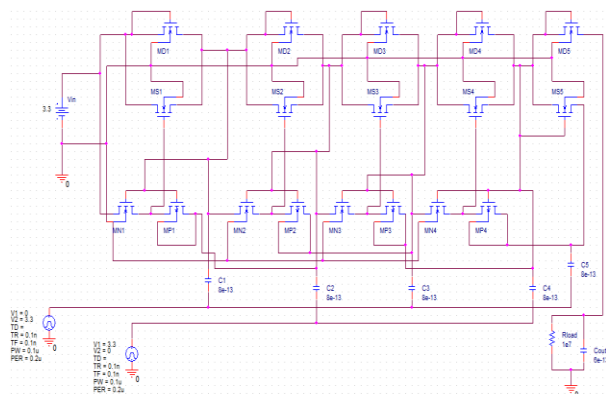 MD1
MD2
MD3
MD4
MD5
MS1
MS2
MS3
MS4
MS5
Vin
3.3
0
MN1
MP1
MN2
MP2
MN3
MP3
MN4
MP4
C1
8e-13
C2
8e-13
C3
8e-13
C4
8e-13
C5
8e-13
V1 = 0
V2 = 3.3
TD =
TR = 0.1n
TF = 0.1n
PW = 0.1u
PER = 0.2u
0
V1 = 3.3
V2 = 0
TD =
TR = 0.1n
TF = 0.1n
PW = 0.1u
PER = 0.2u
0
Rload
1e7
Cout
0